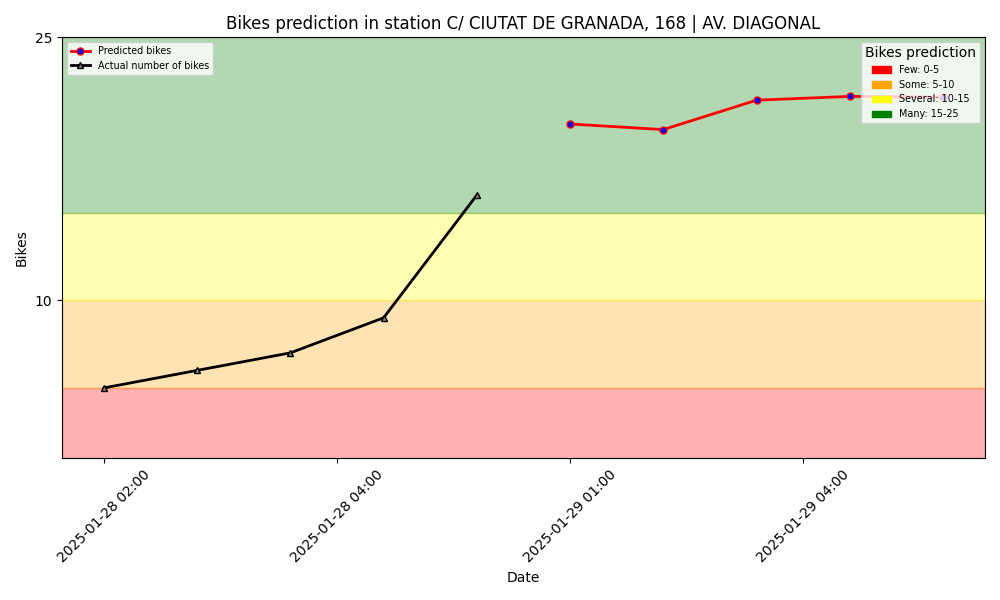 Bikes prediction in station C/ CIUTAT DE GRANADA, 168 | AV. DIAGONAL
Predicted bikes
Actual number of bikes
Bikes prediction
Few: 0-5
Some: 5-10
Several: 10-15
Many: 15-25
25
10
Bikes
2025-01-28 02:00
2025-01-28 04:00
2025-01-29 01:00
2025-01-29 04:00
Date